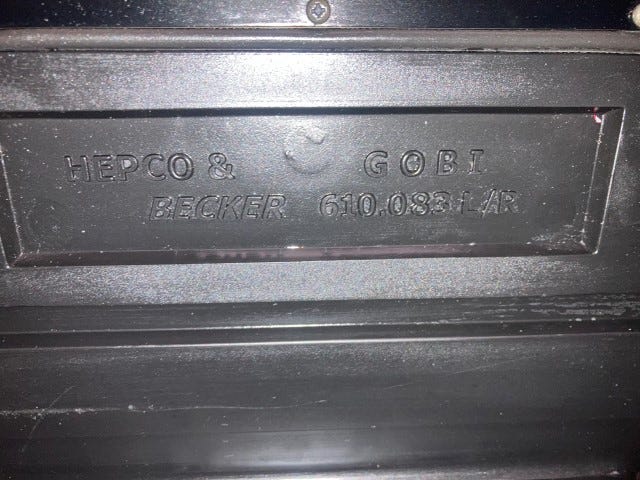 HEPCO & GOBI
BECKER 610.083 L/R